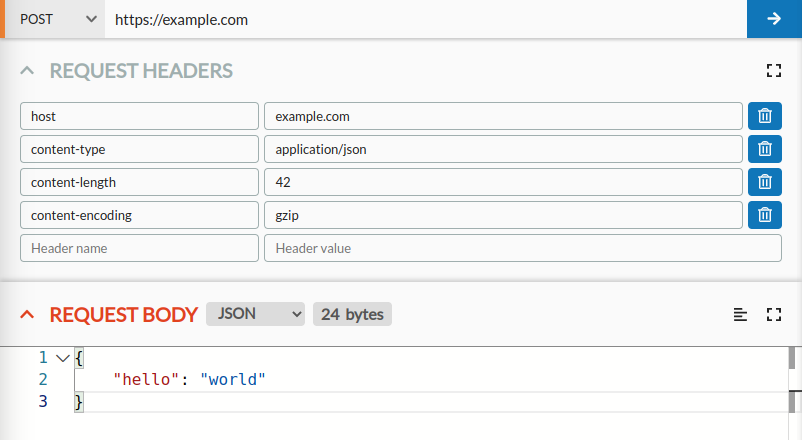 POST https://example.com
REQUEST HEADERS
host example.com
content-type application/json
content-length 42
content-encoding gzip
Header name Header value
REQUEST BODY JSON 24 bytes
1 {
2 "hello": "world"
3 }